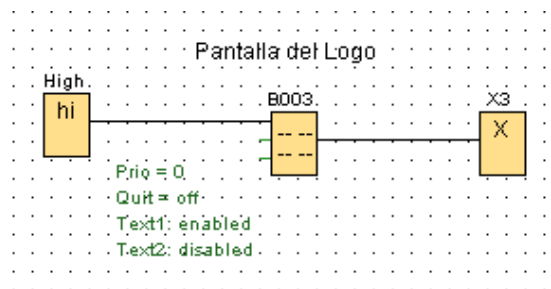 Pantalla del Logo
High
hi
B003
X3
X
Prio = 0
Quit = off
Text1: enabled
Text2: disabled